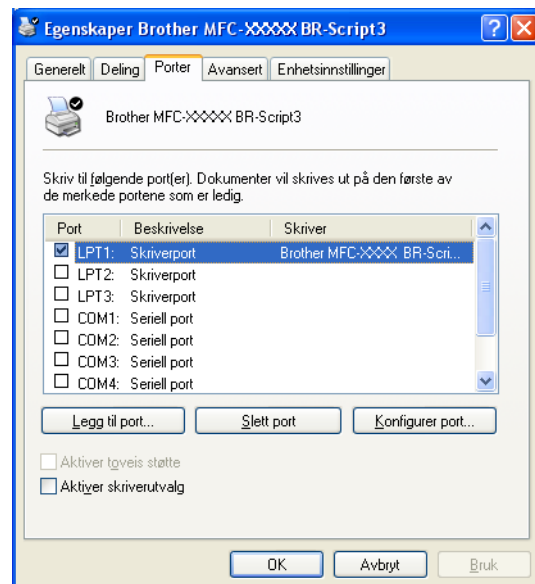 Egenskaper Brother MFC-XXXXX BR-Script3
Generelt Deling Porter Avansert Enhetsinnstillinger
Brother MFC-XXXXX BR-Script3
Skriv til følgende port(er). Dokumenter vil skrives ut på den første av
de merkede portene som er ledig.
Port Beskrivelse Skriver
LPT1: Skriverport Brother MFC-XXXX BR-Scri...
LPT2: Skriverport
LPT3: Skriverport
COM1: Seriell port
COM2: Seriell port
COM3: Seriell port
COM4: Seriell port
Legg til port... Slett port Konfigurer port...
Aktiver toveis støtte
Aktiver skriverutvalg
OK Avbryt Bruk